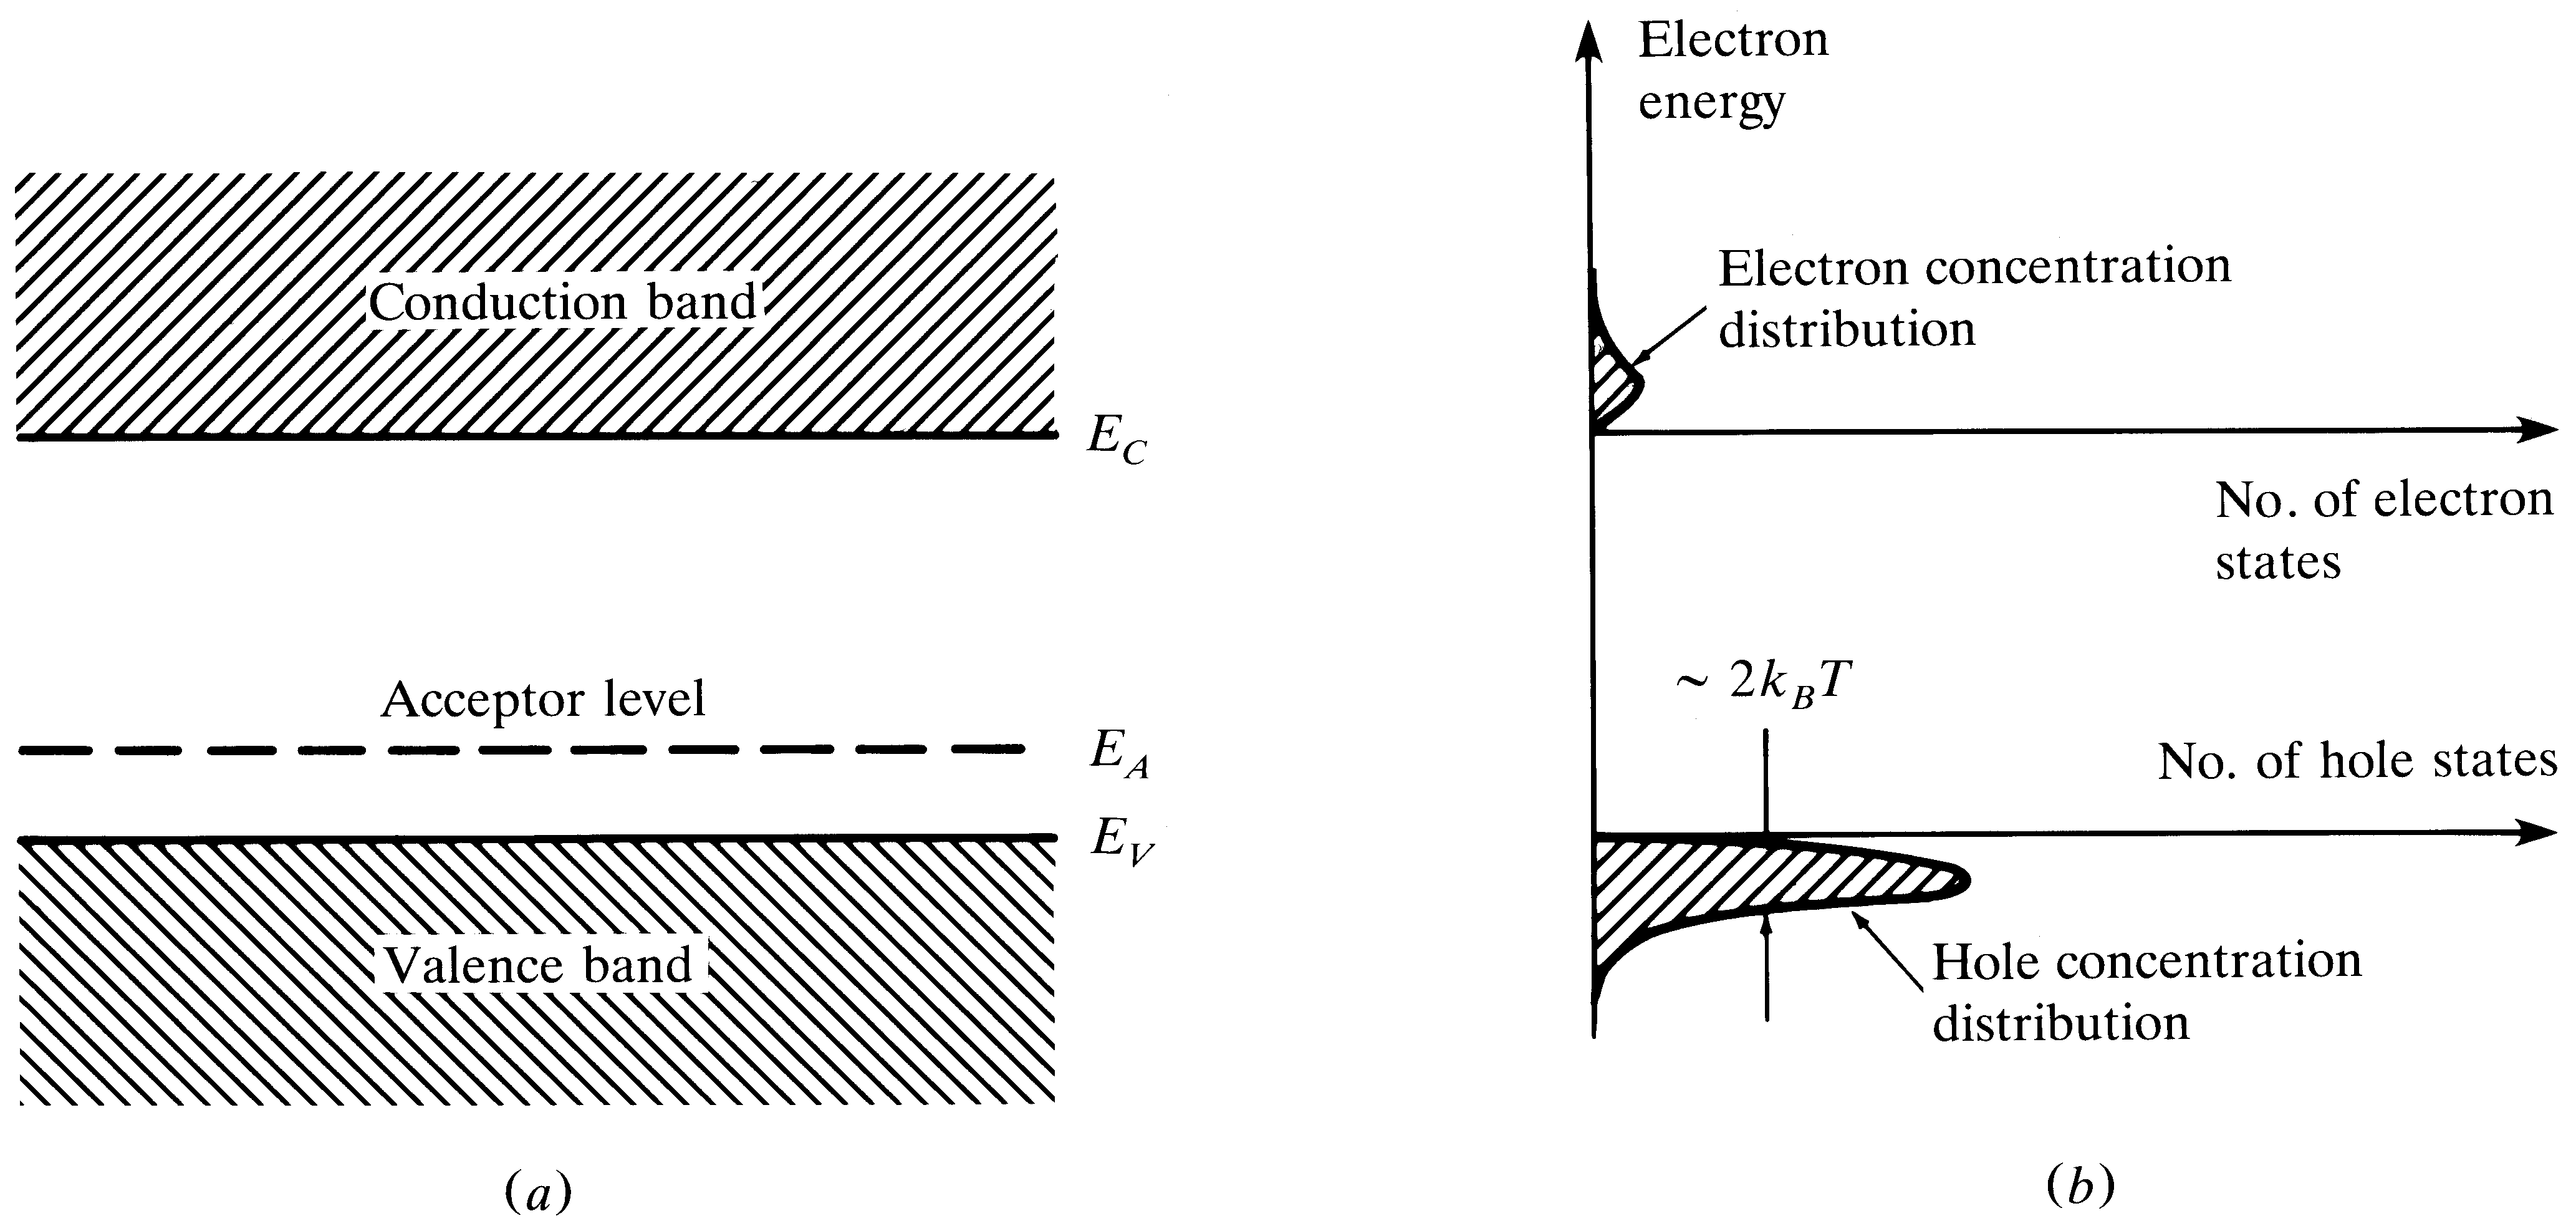 Electron
energy
Conduction band
Electron concentration
distribution
E_C
No. of electron
states
Acceptor level
~ 2k_BT
E_A
No. of hole states
E_V
Valence band
Hole concentration
distribution
(a)
(b)